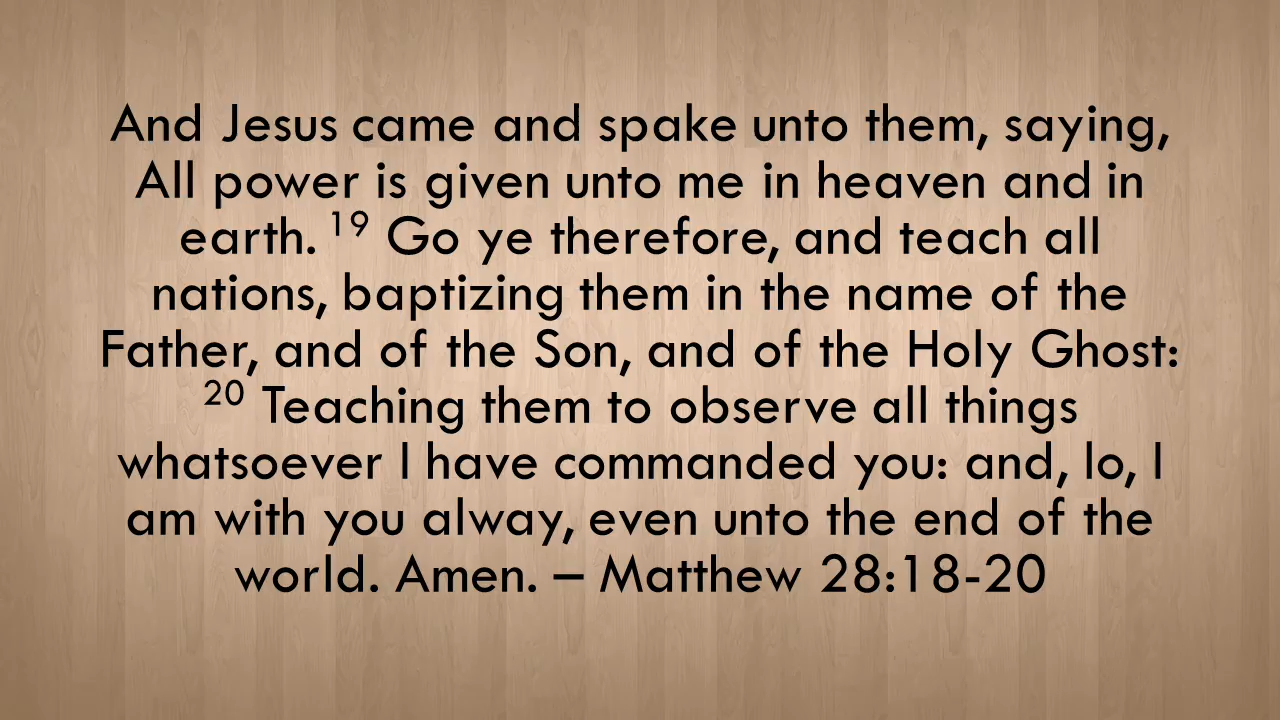 And Jesus came and spake unto them, saying,
All power is given unto me in heaven and in
earth. 19 Go ye therefore, and teach all
nations, baptizing them in the name of the
Father, and of the Son, and of the Holy Ghost:
20 Teaching them to observe all things
whatsoever I have commanded you: and, lo, I
am with you alway, even unto the end of the
world. Amen. – Matthew 28:18-20